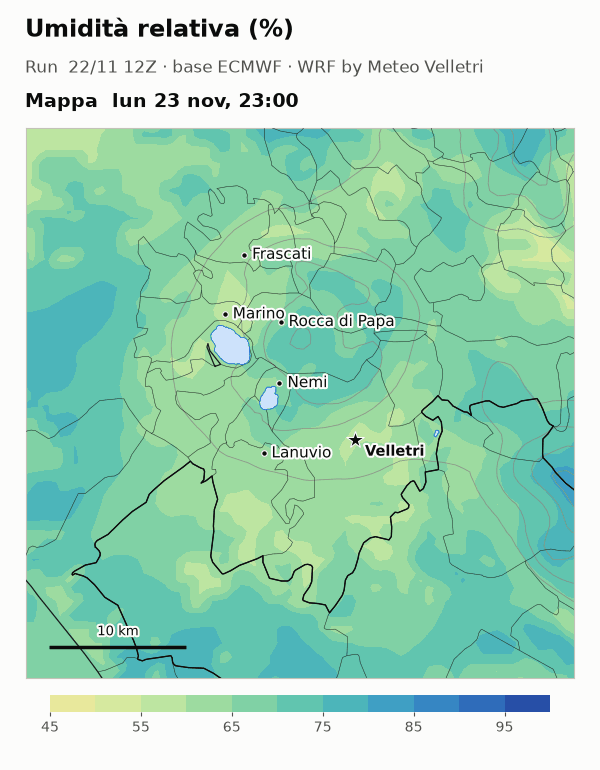 Umidità relativa (%)
Run  22/11 12Z · base ECMWF · WRF by Meteo Velletri
Mappa  lun 23 nov, 23:00
Frascati
Marino
Rocca di Papa
Nemi
Velletri
Lanuvio
10 km
45 55 65 75 85 95